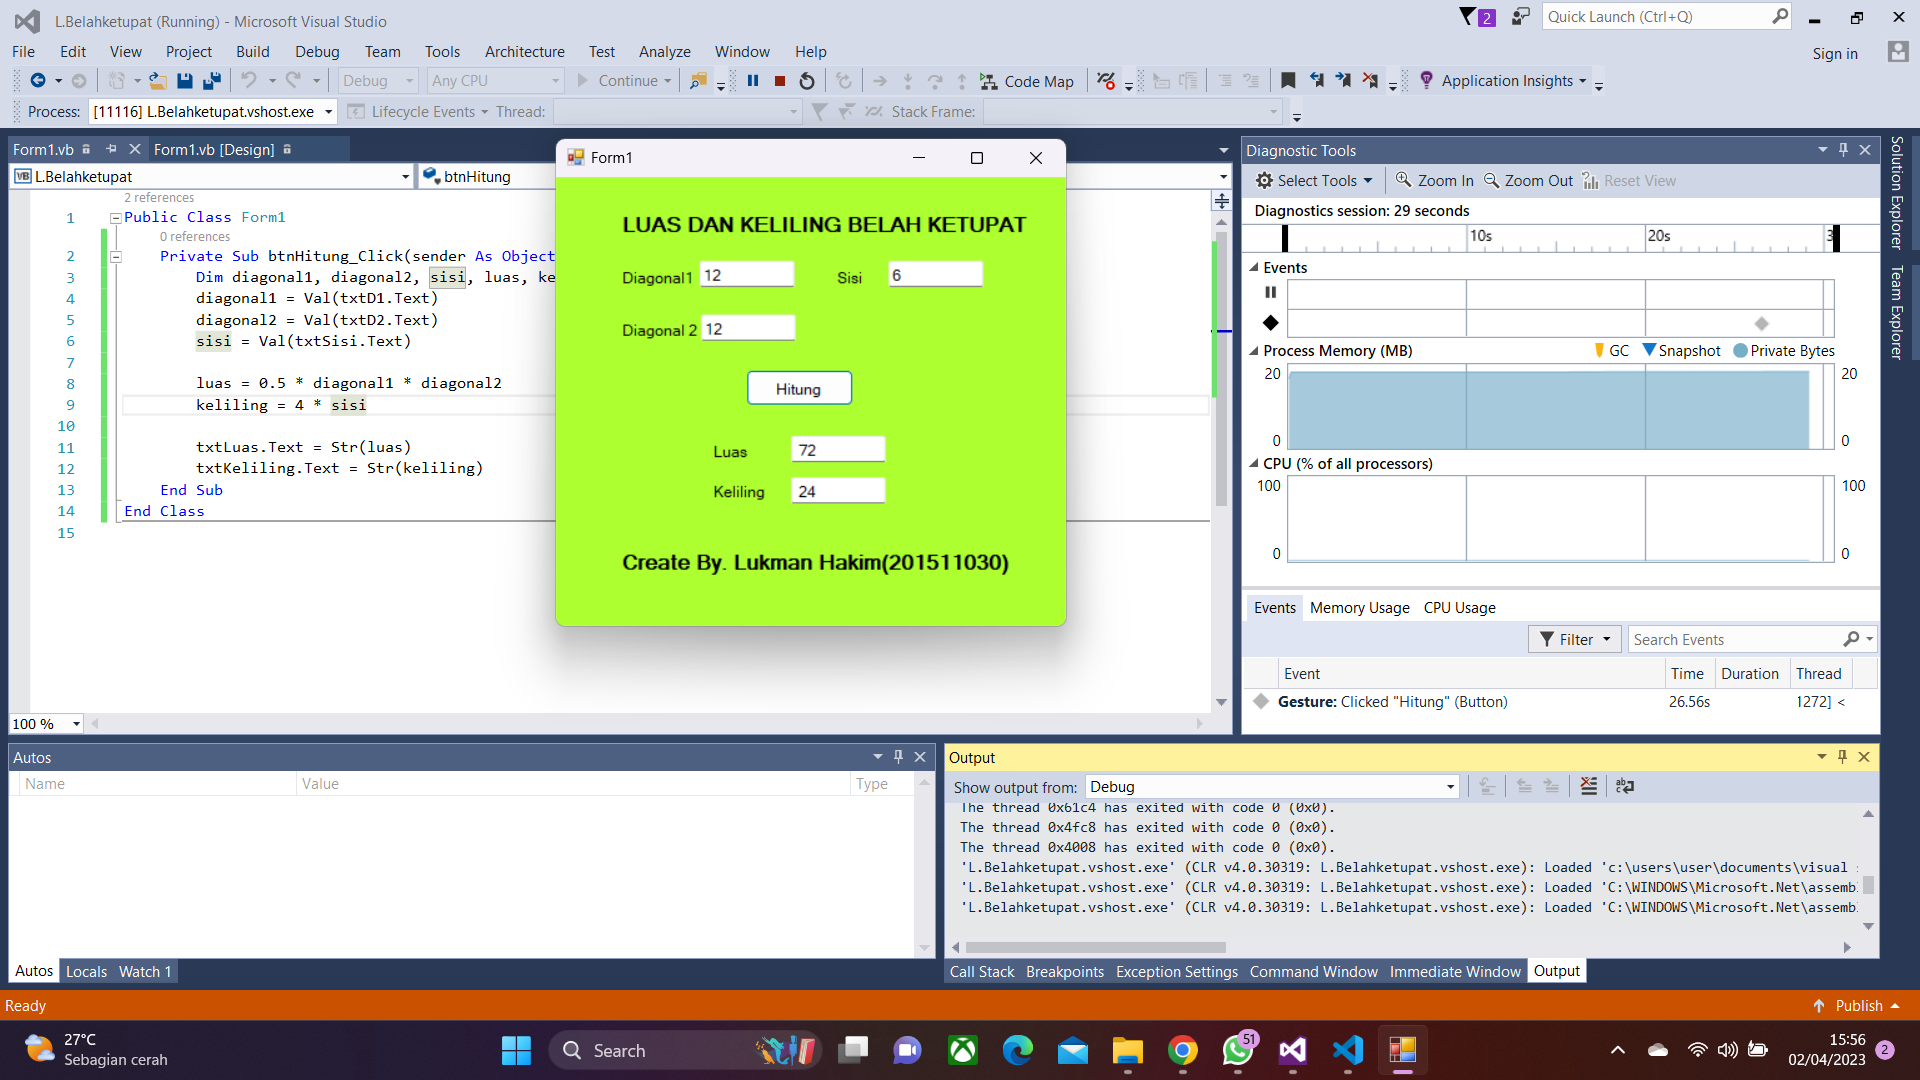 L.Belahketupat (Running) - Microsoft Visual Studio
2
Quick Launch (Ctrl+Q)
File Edit View Project Build Debug Team Tools Architecture Test Analyze Window Help
Sign in
Debug Any CPU Continue Code Map Application Insights
Process: [11116] L.Belahketupat.vshost.exe Lifecycle Events Thread: Stack Frame:
Form1.vb Form1.vb [Design]
VB L.Belahketupat btnHitung
2 references
1 Public Class Form1
0 references
2 Private Sub btnHitung_Click(sender As Object
3 Dim diagonal1, diagonal2, sisi, luas, ke
4 diagonal1 = Val(txtD1.Text)
5 diagonal2 = Val(txtD2.Text)
6 sisi = Val(txtSisi.Text)
7
8 luas = 0.5 * diagonal1 * diagonal2
9 keliling = 4 * sisi
10
11 txtLuas.Text = Str(luas)
12 txtKeliling.Text = Str(keliling)
13 End Sub
14 End Class
15
100 %
Form1
LUAS DAN KELILING BELAH KETUPAT
Diagonal1 12 Sisi 6
Diagonal 2 12
Hitung
Luas 72
Keliling 24
Create By. Lukman Hakim(201511030)
Diagnostic Tools
Select Tools Zoom In Zoom Out Reset View
Diagnostics session: 29 seconds
10s 20s 3
Events
Process Memory (MB) GC Snapshot Private Bytes
20 20
0 0
CPU (% of all processors)
100 100
0 0
Events Memory Usage CPU Usage
Filter Search Events
Event Time Duration Thread
Gesture: Clicked "Hitung" (Button) 26.56s 1272] <
Solution Explorer
Team Explorer
Autos
Name Value Type
Autos Locals Watch 1
Output
Show output from: Debug
The thread 0x61c4 has exited with code 0 (0x0).
The thread 0x4fc8 has exited with code 0 (0x0).
The thread 0x4008 has exited with code 0 (0x0).
'L.Belahketupat.vshost.exe' (CLR v4.0.30319: L.Belahketupat.vshost.exe): Loaded 'c:\users\user\documents\visual
'L.Belahketupat.vshost.exe' (CLR v4.0.30319: L.Belahketupat.vshost.exe): Loaded 'C:\WINDOWS\Microsoft.Net\assemb
'L.Belahketupat.vshost.exe' (CLR v4.0.30319: L.Belahketupat.vshost.exe): Loaded 'C:\WINDOWS\Microsoft.Net\assemb
Call Stack Breakpoints Exception Settings Command Window Immediate Window Output
Ready
Publish
27°C
Sebagian cerah
Search
51
15:56
02/04/2023
2